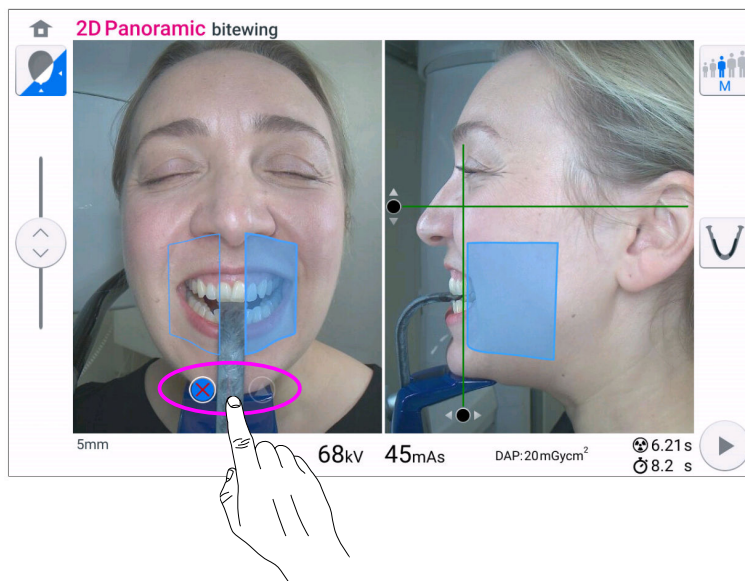 2D Panoramic bitewing
M
5mm
68kV 45mAs DAP:20mGycm²
6.21s
8.2 s